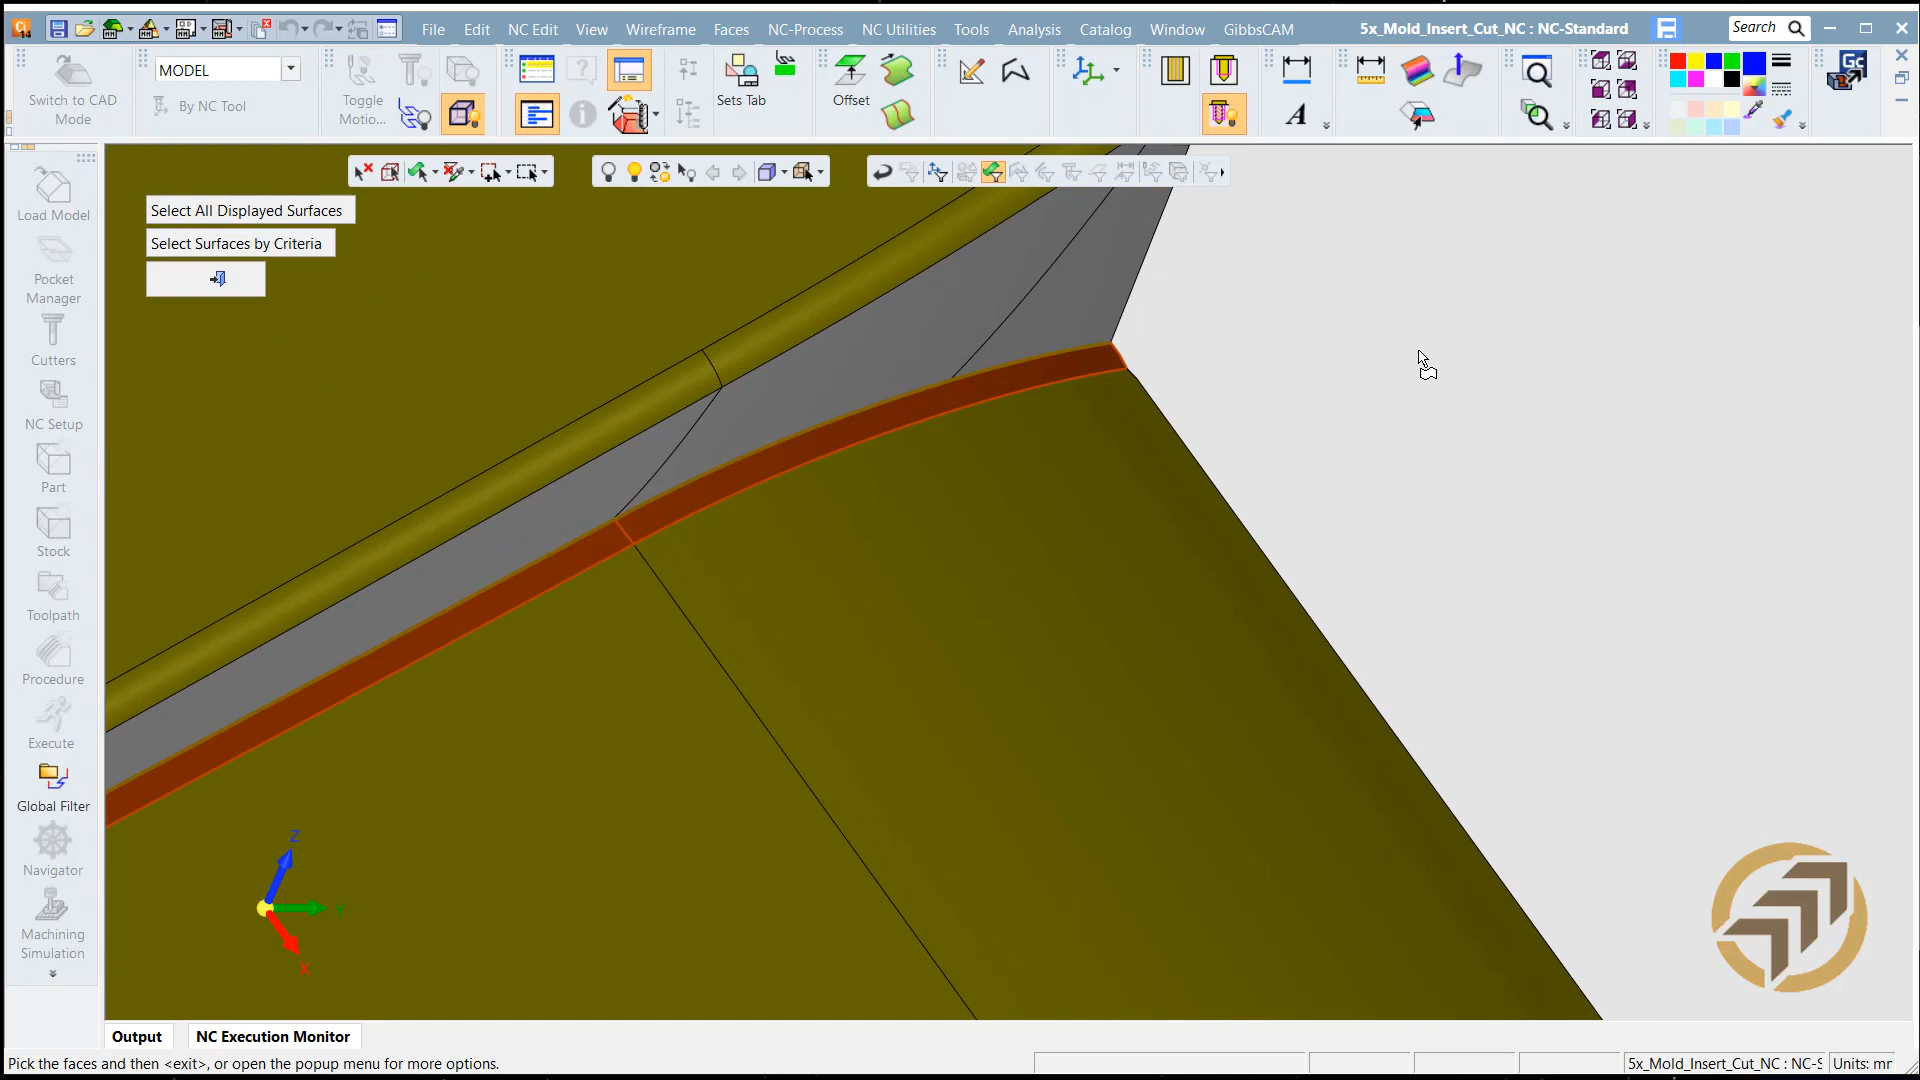 Ci
14
File Edit NC Edit View Wireframe Faces NC-Process NC Utilities Tools Analysis Catalog Window GibbsCAM
5x_Mold_Insert_Cut_NC : NC-Standard
Search
Switch to CAD
Mode
MODEL
By NC Tool
Toggle
Motio...
Sets Tab
Offset
A
Gc
Load Model
Pocket
Manager
Cutters
NC Setup
Part
Stock
Toolpath
Procedure
Execute
Global Filter
Navigator
Machining
Simulation
Select All Displayed Surfaces
Select Surfaces by Criteria
Z
Y
X
Output NC Execution Monitor
Pick the faces and then <exit>, or open the popup menu for more options.
5x_Mold_Insert_Cut_NC : NC-S Units: mr